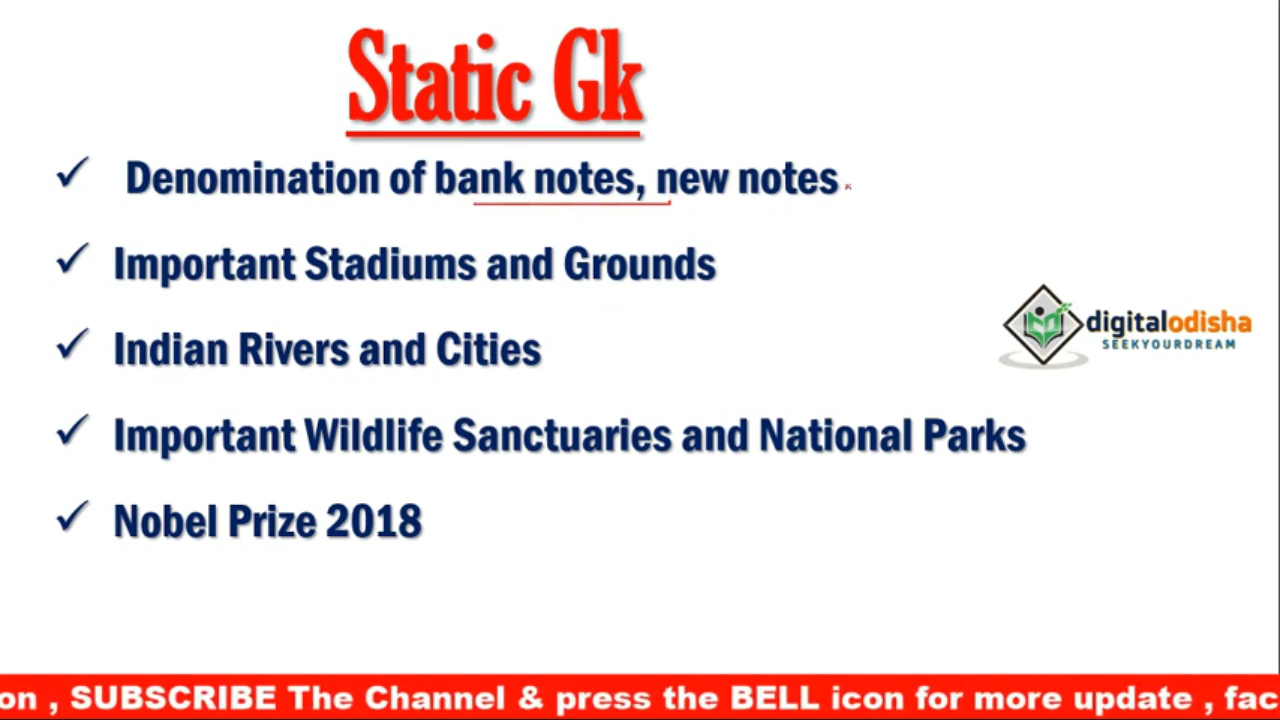 Static Gk
✓ Denomination of bank notes, new notes
✓ Important Stadiums and Grounds
✓ Indian Rivers and Cities
digitalodisha
SEEKYOURDREAM
✓ Important Wildlife Sanctuaries and National Parks
✓ Nobel Prize 2018
on , SUBSCRIBE The Channel & press the BELL icon for more update , fac